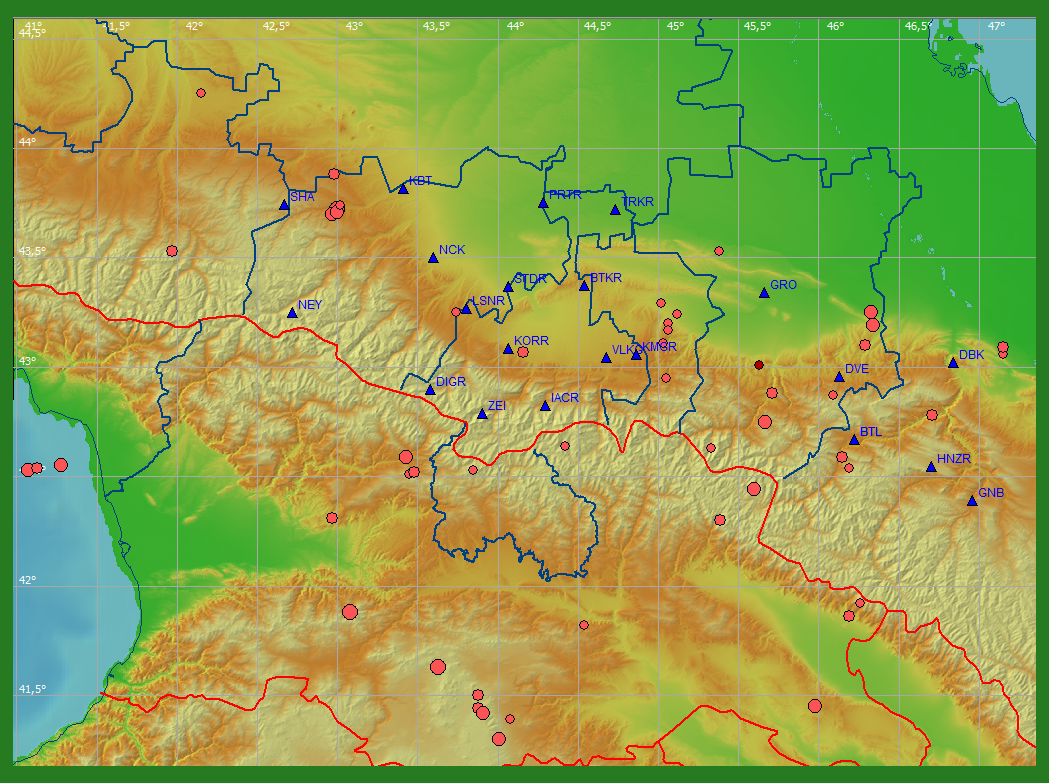 41° 41,5° 42° 42,5° 43° 43,5° 44° 44,5° 45° 45,5° 46° 46,5° 47°
44,5°
44°
KBT
SHA
PRTR
TRKR
43,5°
NCK
STDR
BTKR
GRO
LSNR
NEY
KORR
VLKG
KMGR
43°
DBK
DVE
DIGR
IACR
ZEI
BTL
HNZR
GNB
42°
41,5°